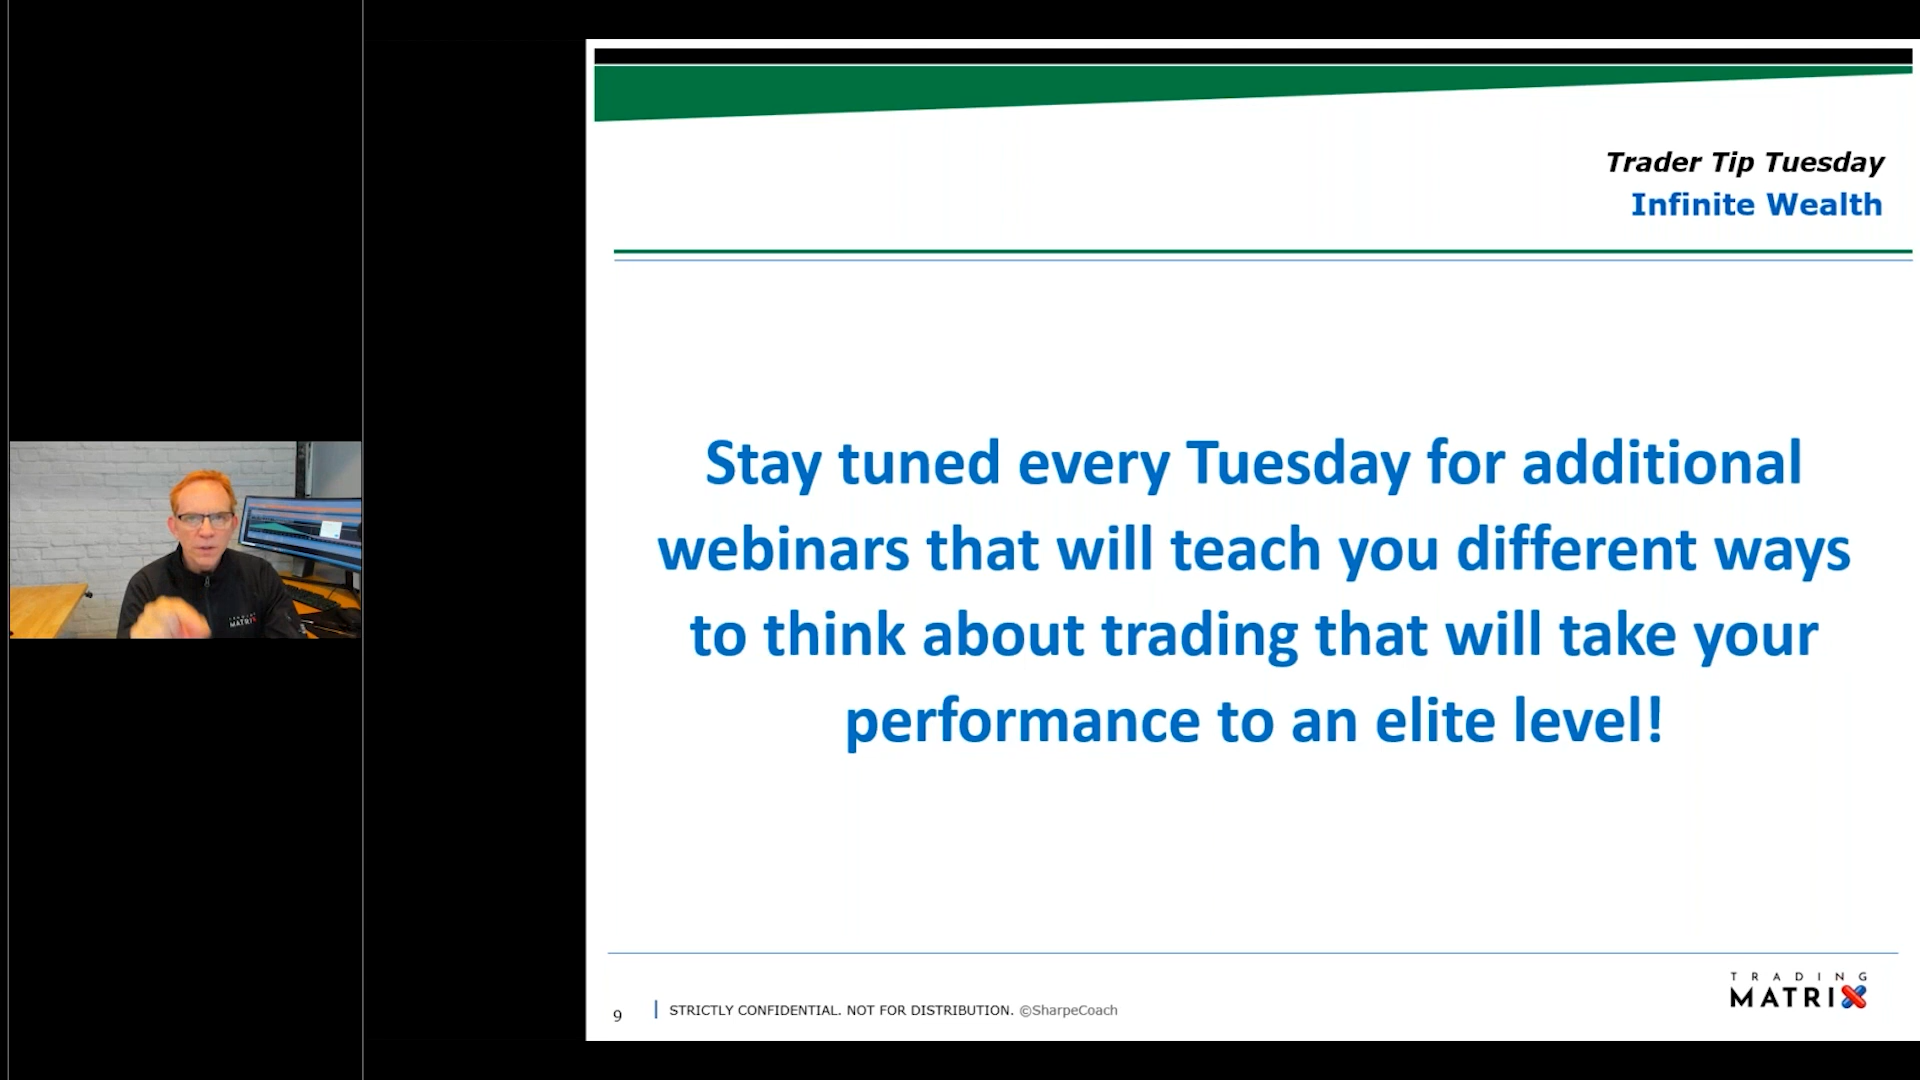 Trader Tip Tuesday
Infinite Wealth
Stay tuned every Tuesday for additional
webinars that will teach you different ways
to think about trading that will take your
performance to an elite level!
9
STRICTLY CONFIDENTIAL. NOT FOR DISTRIBUTION. ©SharpeCoach
TRADING
MATRIX
TRADING
MATRIX